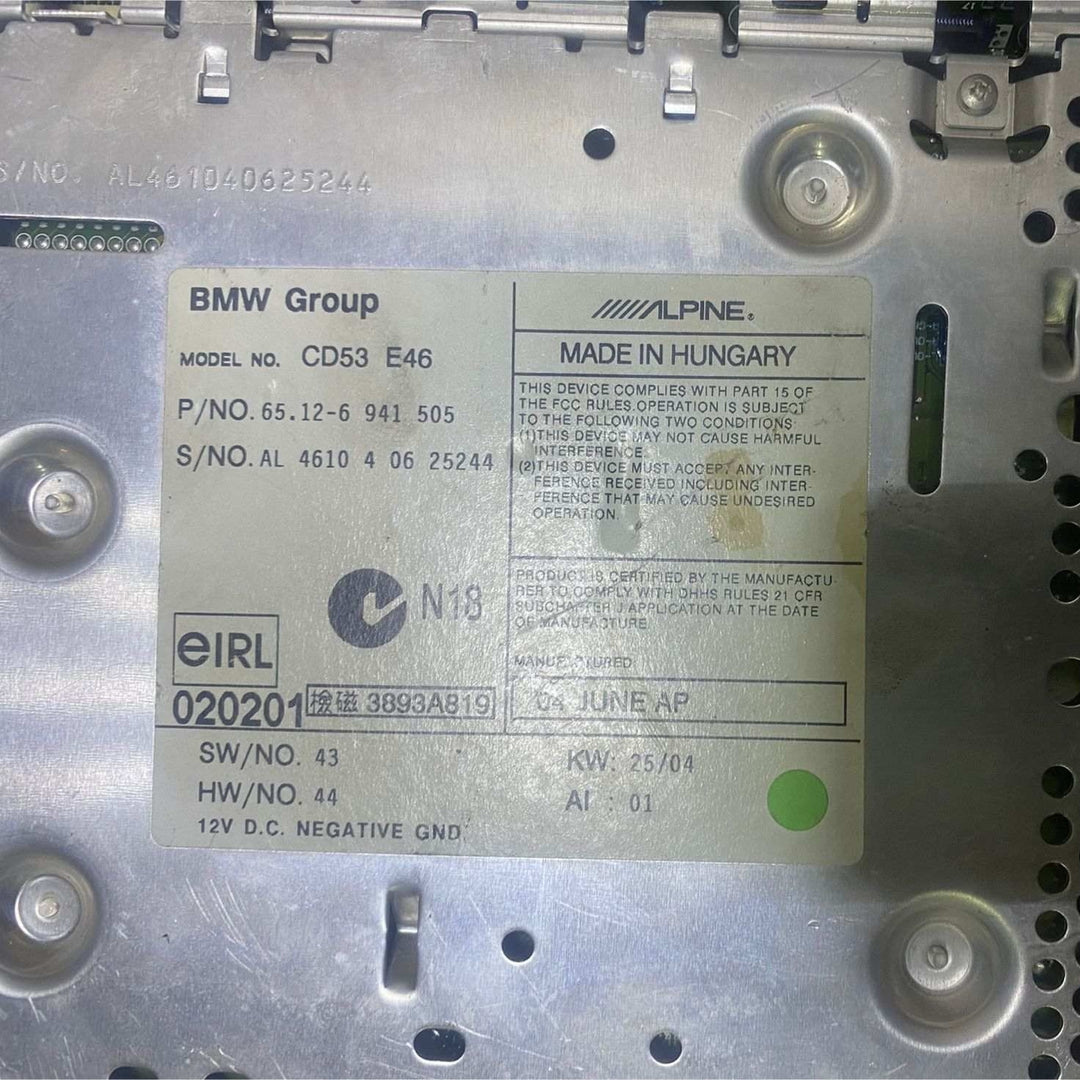 S/NO. AL461040625244
BMW Group
MODEL NO. CD53 E46
P/NO. 65.12-6 941 505
S/NO. AL 4610 4 06 25244
ALPINE®
MADE IN HUNGARY
THIS DEVICE COMPLIES WITH PART 15 OF
THE FCC RULES.OPERATION IS SUBJECT
TO THE FOLLOWING TWO CONDITIONS:
(1)THIS DEVICE MAY NOT CAUSE HARMFUL
INTERFERENCE.
(2)THIS DEVICE MUST ACCEPT ANY INTER-
FERENCE RECEIVED INCLUDING INTER-
FERENCE THAT MAY CAUSE UNDESIRED
OPERATION.
PRODUCT IS CERTIFIED BY THE MANUFACTU-
RER TO COMPLY WITH DHHS RULES 21 CFR
SUBCHAPTER J APPLICATION AT THE DATE
OF MANUFACTURE
MANUFACTURED:
04 JUNE AP
N18
eIRL
020201
檢磁 3893A819
SW/NO. 43
HW/NO. 44
12V D.C. NEGATIVE GND.
KW: 25/04
AI : 01